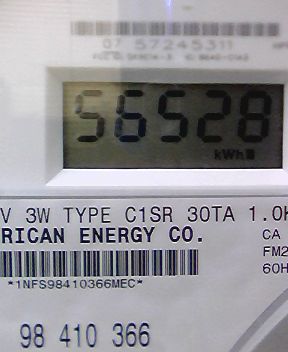 07 57245311
56528
kWh
V 3W TYPE C1SR 30TA 1.0K
RICAN ENERGY CO.
CA
FM2
60H
*1NFS98410366MEC*
98 410 366